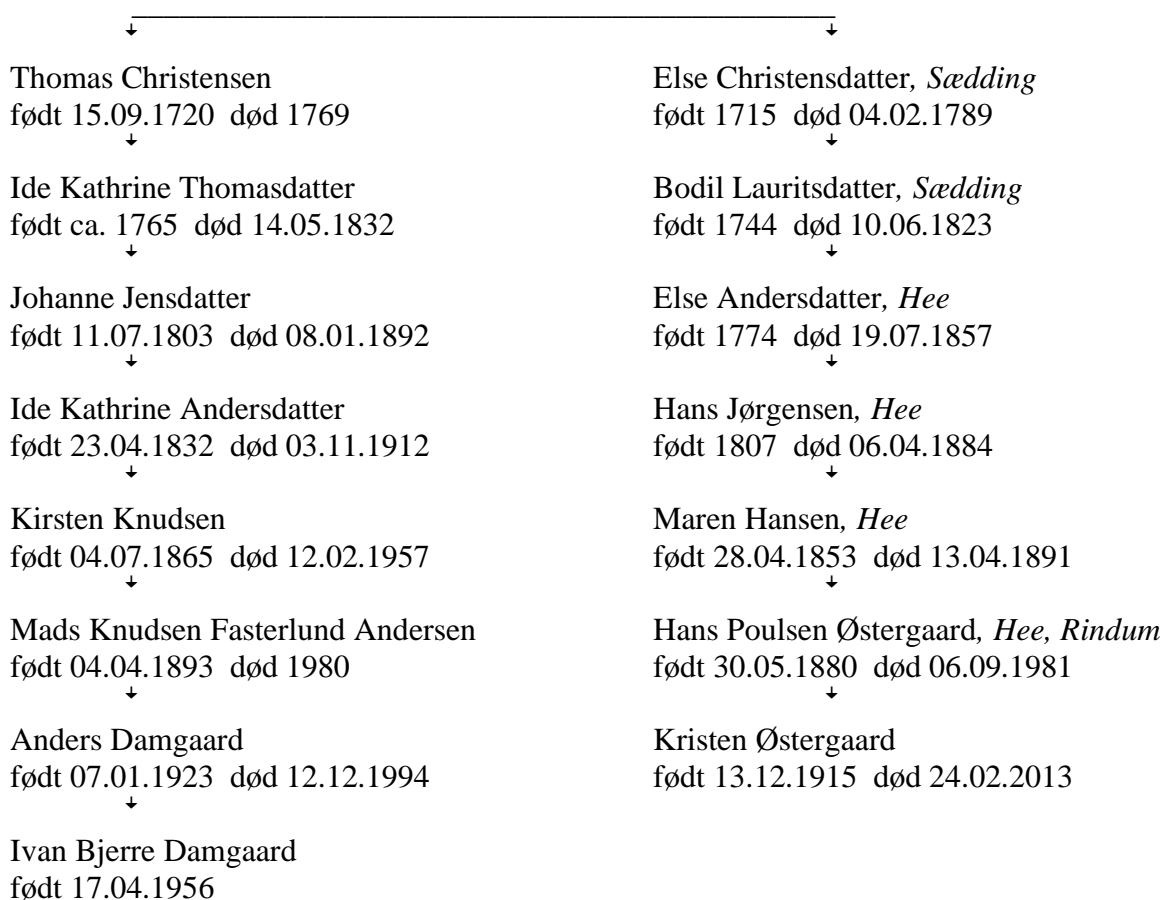 Thomas Christensen
født 15.09.1720 død 1769
Ide Kathrine Thomasdatter
født ca. 1765 død 14.05.1832
Johanne Jensdatter
født 11.07.1803 død 08.01.1892
Ide Kathrine Andersdatter
født 23.04.1832 død 03.11.1912
Kirsten Knudsen
født 04.07.1865 død 12.02.1957
Mads Knudsen Fasterlund Andersen
født 04.04.1893 død 1980
Anders Damgaard
født 07.01.1923 død 12.12.1994
Ivan Bjerre Damgaard
født 17.04.1956
Else Christensdatter, Sædding
født 1715 død 04.02.1789
Bodil Lauritsdatter, Sædding
født 1744 død 10.06.1823
Else Andersdatter, Hee
født 1774 død 19.07.1857
Hans Jørgensen, Hee
født 1807 død 06.04.1884
Maren Hansen, Hee
født 28.04.1853 død 13.04.1891
Hans Poulsen Østergaard, Hee, Rindum
født 30.05.1880 død 06.09.1981
Kristen Østergaard
født 13.12.1915 død 24.02.2013